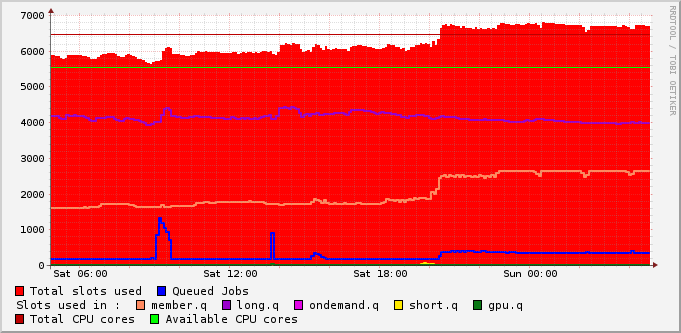 7000
6000
5000
4000
3000
2000
1000
0
Sat 06:00 Sat 12:00 Sat 18:00 Sun 00:00
RRDTOOL / TOBI OETIKER
Total slots used Queued Jobs
Slots used in : member.q long.q ondemand.q short.q gpu.q
Total CPU cores Available CPU cores